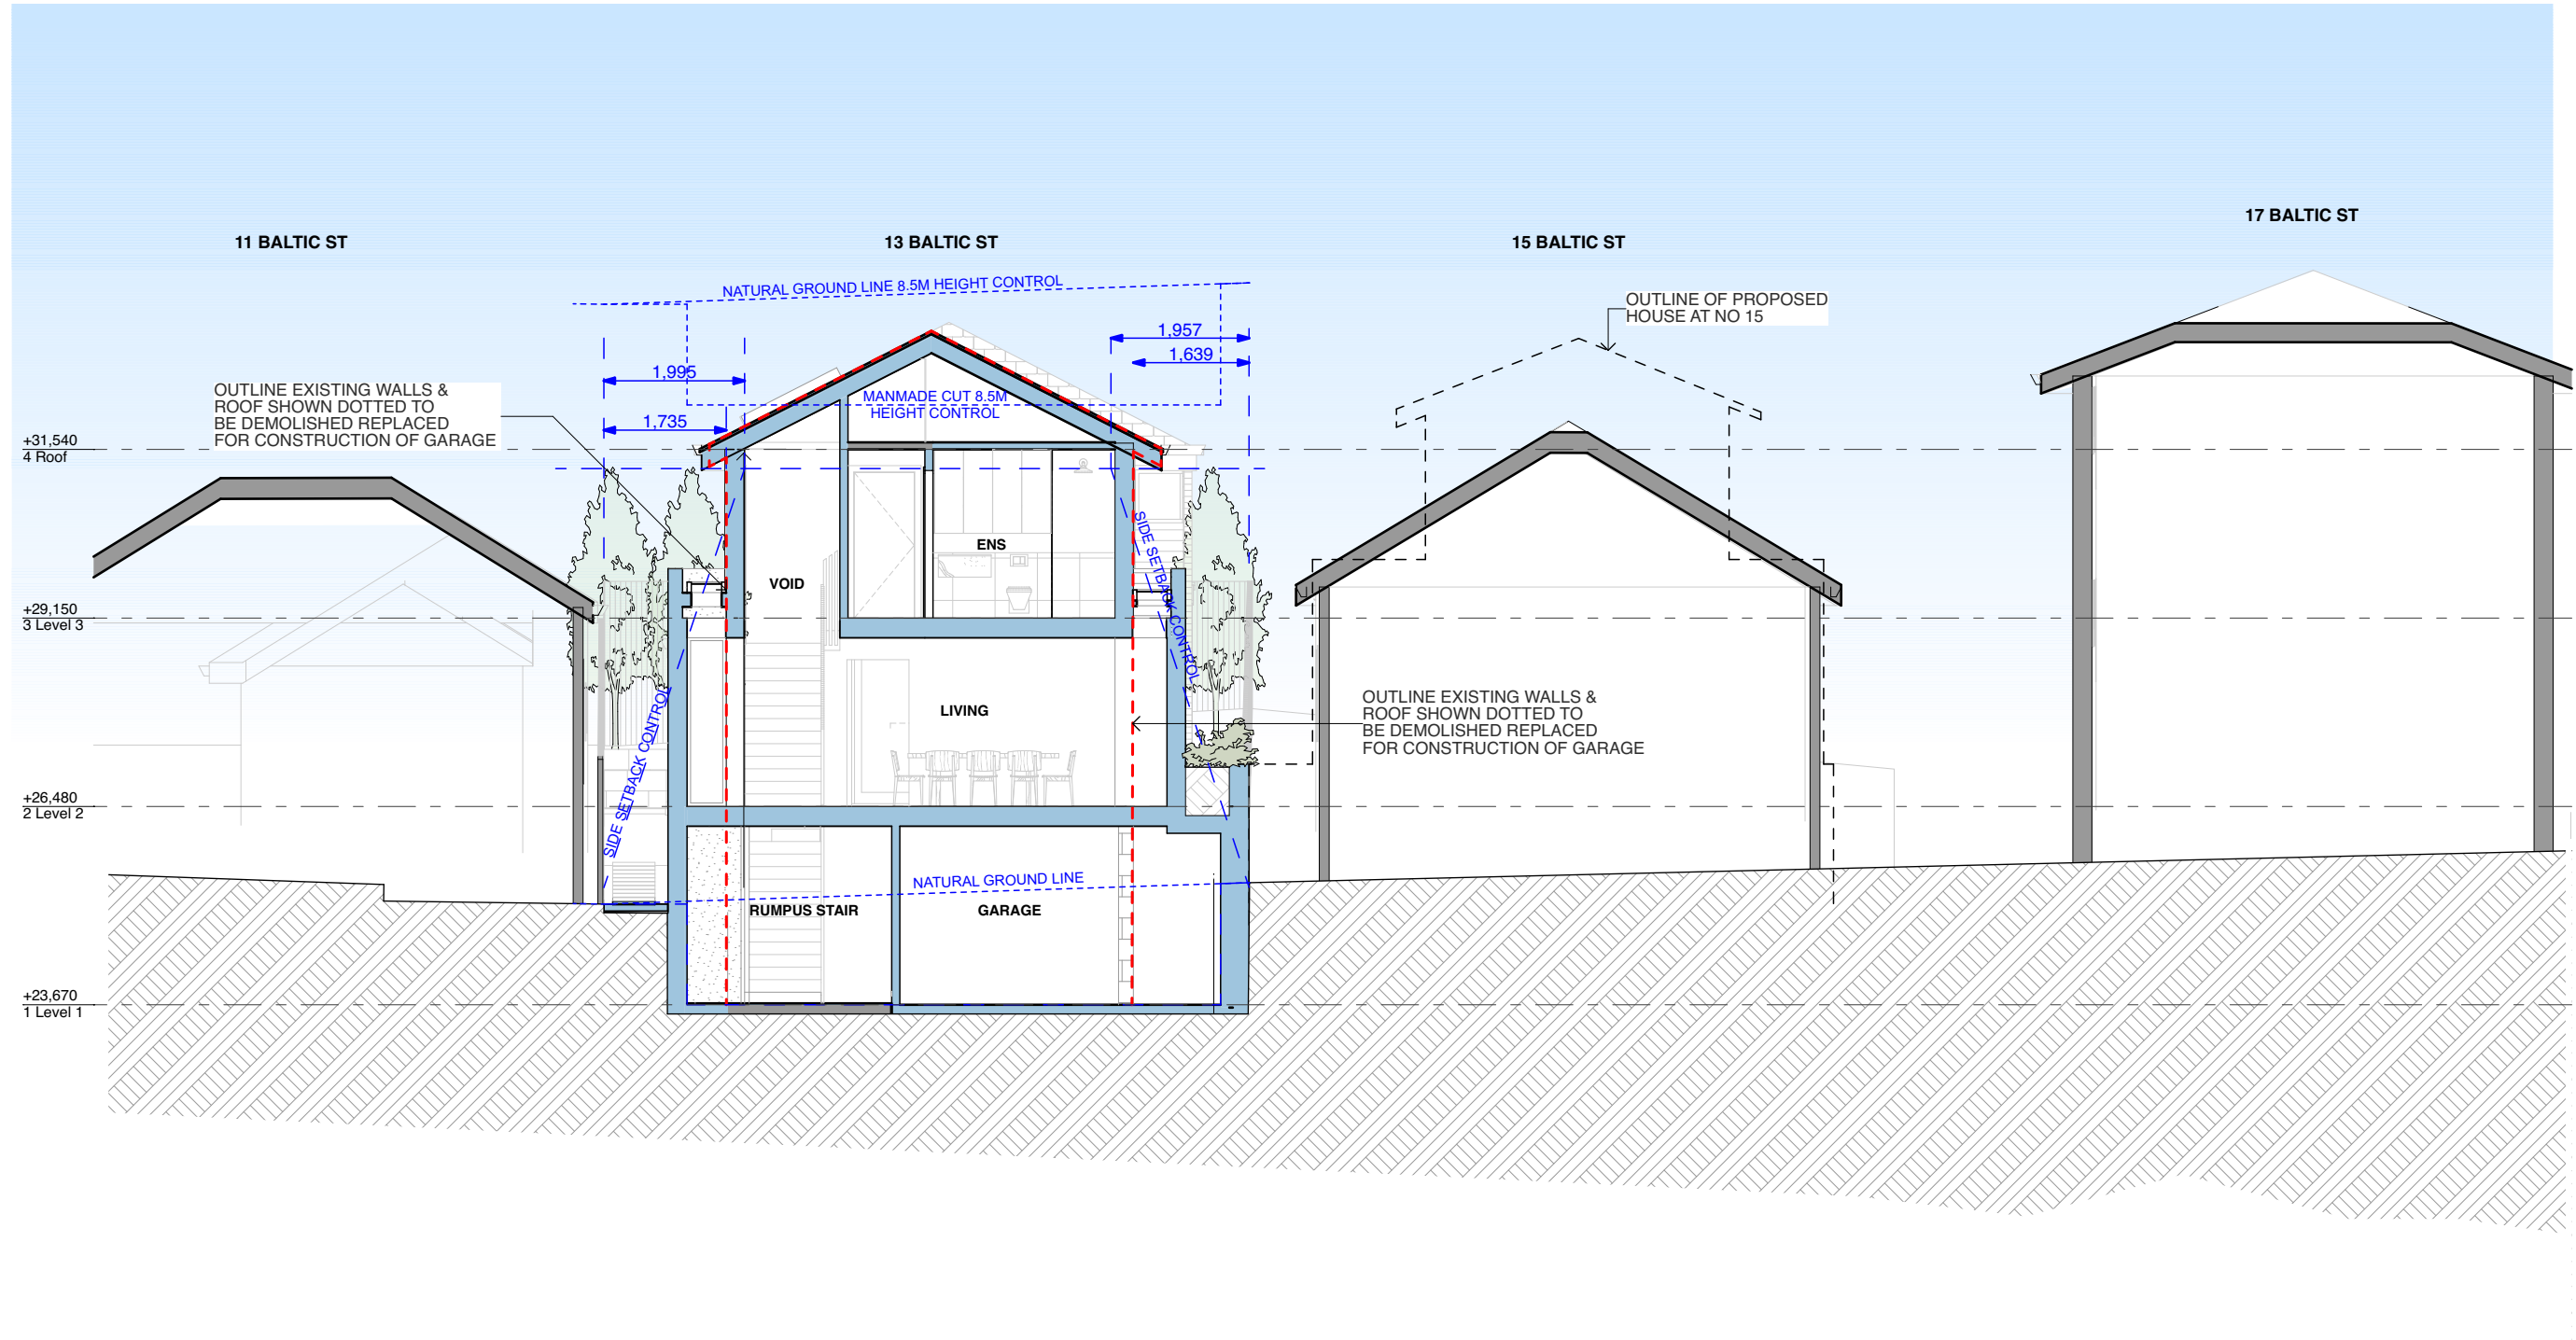 17 BALTIC ST
11 BALTIC ST
13 BALTIC ST
15 BALTIC ST
NATURAL GROUND LINE 8.5M HEIGHT CONTROL
OUTLINE OF PROPOSED
HOUSE AT NO 15
1,957
1,639
1,995
1,735
MANMADE CUT 8.5M
HEIGHT CONTROL
OUTLINE EXISTING WALLS &
ROOF SHOWN DOTTED TO
BE DEMOLISHED REPLACED
FOR CONSTRUCTION OF GARAGE
+31,540
4 Roof
ENS
VOID
SIDE SETBACK CONTROL
+29,150
3 Level 3
LIVING
OUTLINE EXISTING WALLS &
ROOF SHOWN DOTTED TO
BE DEMOLISHED REPLACED
FOR CONSTRUCTION OF GARAGE
SIDE SETBACK CONTROL
+26,480
2 Level 2
NATURAL GROUND LINE
RUMPUS STAIR
GARAGE
+23,670
1 Level 1